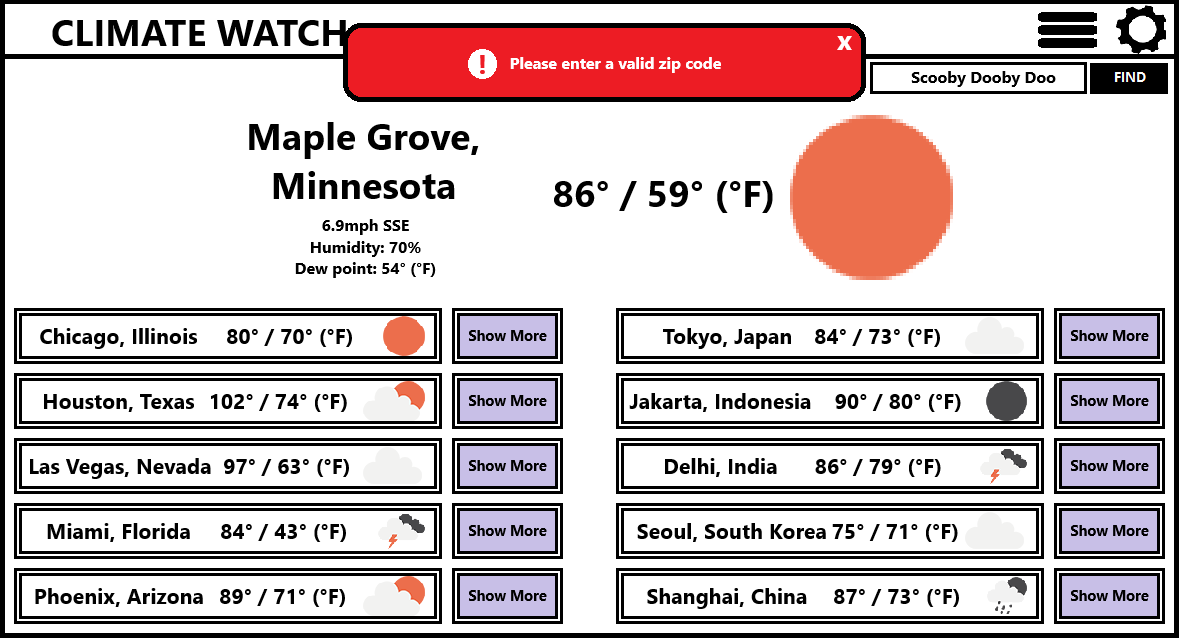 CLIMATE WATCH
! Please enter a valid zip code X
Scooby Dooby Doo FIND
Maple Grove,
Minnesota
86° / 59° (°F)
6.9mph SSE
Humidity: 70%
Dew point: 54° (°F)
Chicago, Illinois 80° / 70° (°F) Show More
Houston, Texas 102° / 74° (°F) Show More
Las Vegas, Nevada 97° / 63° (°F) Show More
Miami, Florida 84° / 43° (°F) Show More
Phoenix, Arizona 89° / 71° (°F) Show More
Tokyo, Japan 84° / 73° (°F) Show More
Jakarta, Indonesia 90° / 80° (°F) Show More
Delhi, India 86° / 79° (°F) Show More
Seoul, South Korea 75° / 71° (°F) Show More
Shanghai, China 87° / 73° (°F) Show More